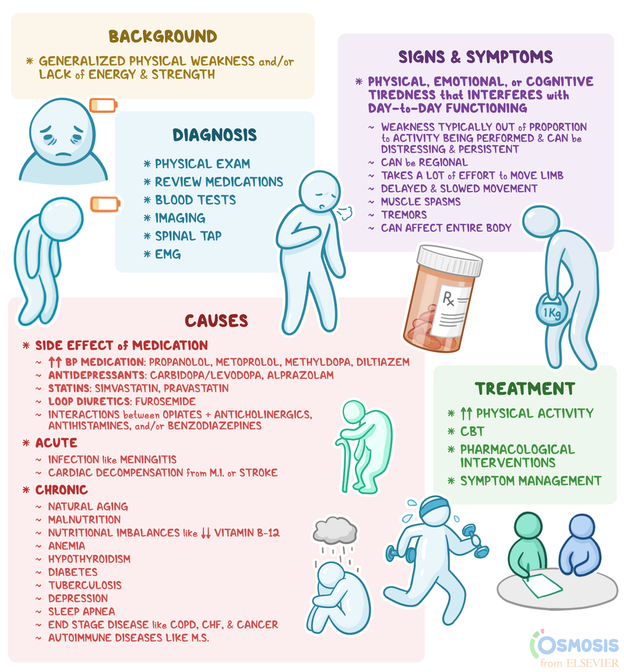 BACKGROUND
* GENERALIZED PHYSICAL WEAKNESS and/or
LACK of ENERGY & STRENGTH
DIAGNOSIS
* PHYSICAL EXAM
* REVIEW MEDICATIONS
* BLOOD TESTS
* IMAGING
* SPINAL TAP
* EMG
SIGNS & SYMPTOMS
* PHYSICAL, EMOTIONAL, or COGNITIVE
TIREDNESS that INTERFERES with
DAY-to-DAY FUNCTIONING
~ WEAKNESS TYPICALLY OUT of PROPORTION
to ACTIVITY BEING PERFORMED & CAN be
DISTRESSING & PERSISTENT
~ CAN be REGIONAL
~ TAKES A LOT of EFFORT to MOVE LIMB
~ DELAYED & SLOWED MOVEMENT
~ MUSCLE SPASMS
~ TREMORS
~ CAN AFFECT ENTIRE BODY
Rx
1Kg
CAUSES
* SIDE EFFECT of MEDICATION
~ ↑↑ BP MEDICATION: PROPANOLOL, METOPROLOL, METHYLDOPA, DILTIAZEM
~ ANTIDEPRESSANTS: CARBIDOPA/LEVODOPA, ALPRAZOLAM
~ STATINS: SIMVASTATIN, PRAVASTATIN
~ LOOP DIURETICS: FUROSEMIDE
~ INTERACTIONS between OPIATES + ANTICHOLINERGICS,
ANTIHISTAMINES, and/or BENZODIAZEPINES
* ACUTE
~ INFECTION like MENINGITIS
~ CARDIAC DECOMPENSATION from M.I. or STROKE
* CHRONIC
~ NATURAL AGING
~ MALNUTRITION
~ NUTRITIONAL IMBALANCES like ↓↓ VITAMIN B-12
~ ANEMIA
~ HYPOTHYROIDISM
~ DIABETES
~ TUBERCULOSIS
~ DEPRESSION
~ SLEEP APNEA
~ END STAGE DISEASE like COPD, CHF, & CANCER
~ AUTOIMMUNE DISEASES LIKE M.S.
TREATMENT
* ↑↑ PHYSICAL ACTIVITY
* CBT
* PHARMACOLOGICAL
INTERVENTIONS
* SYMPTOM MANAGEMENT
OSMOSIS
from ELSEVIER